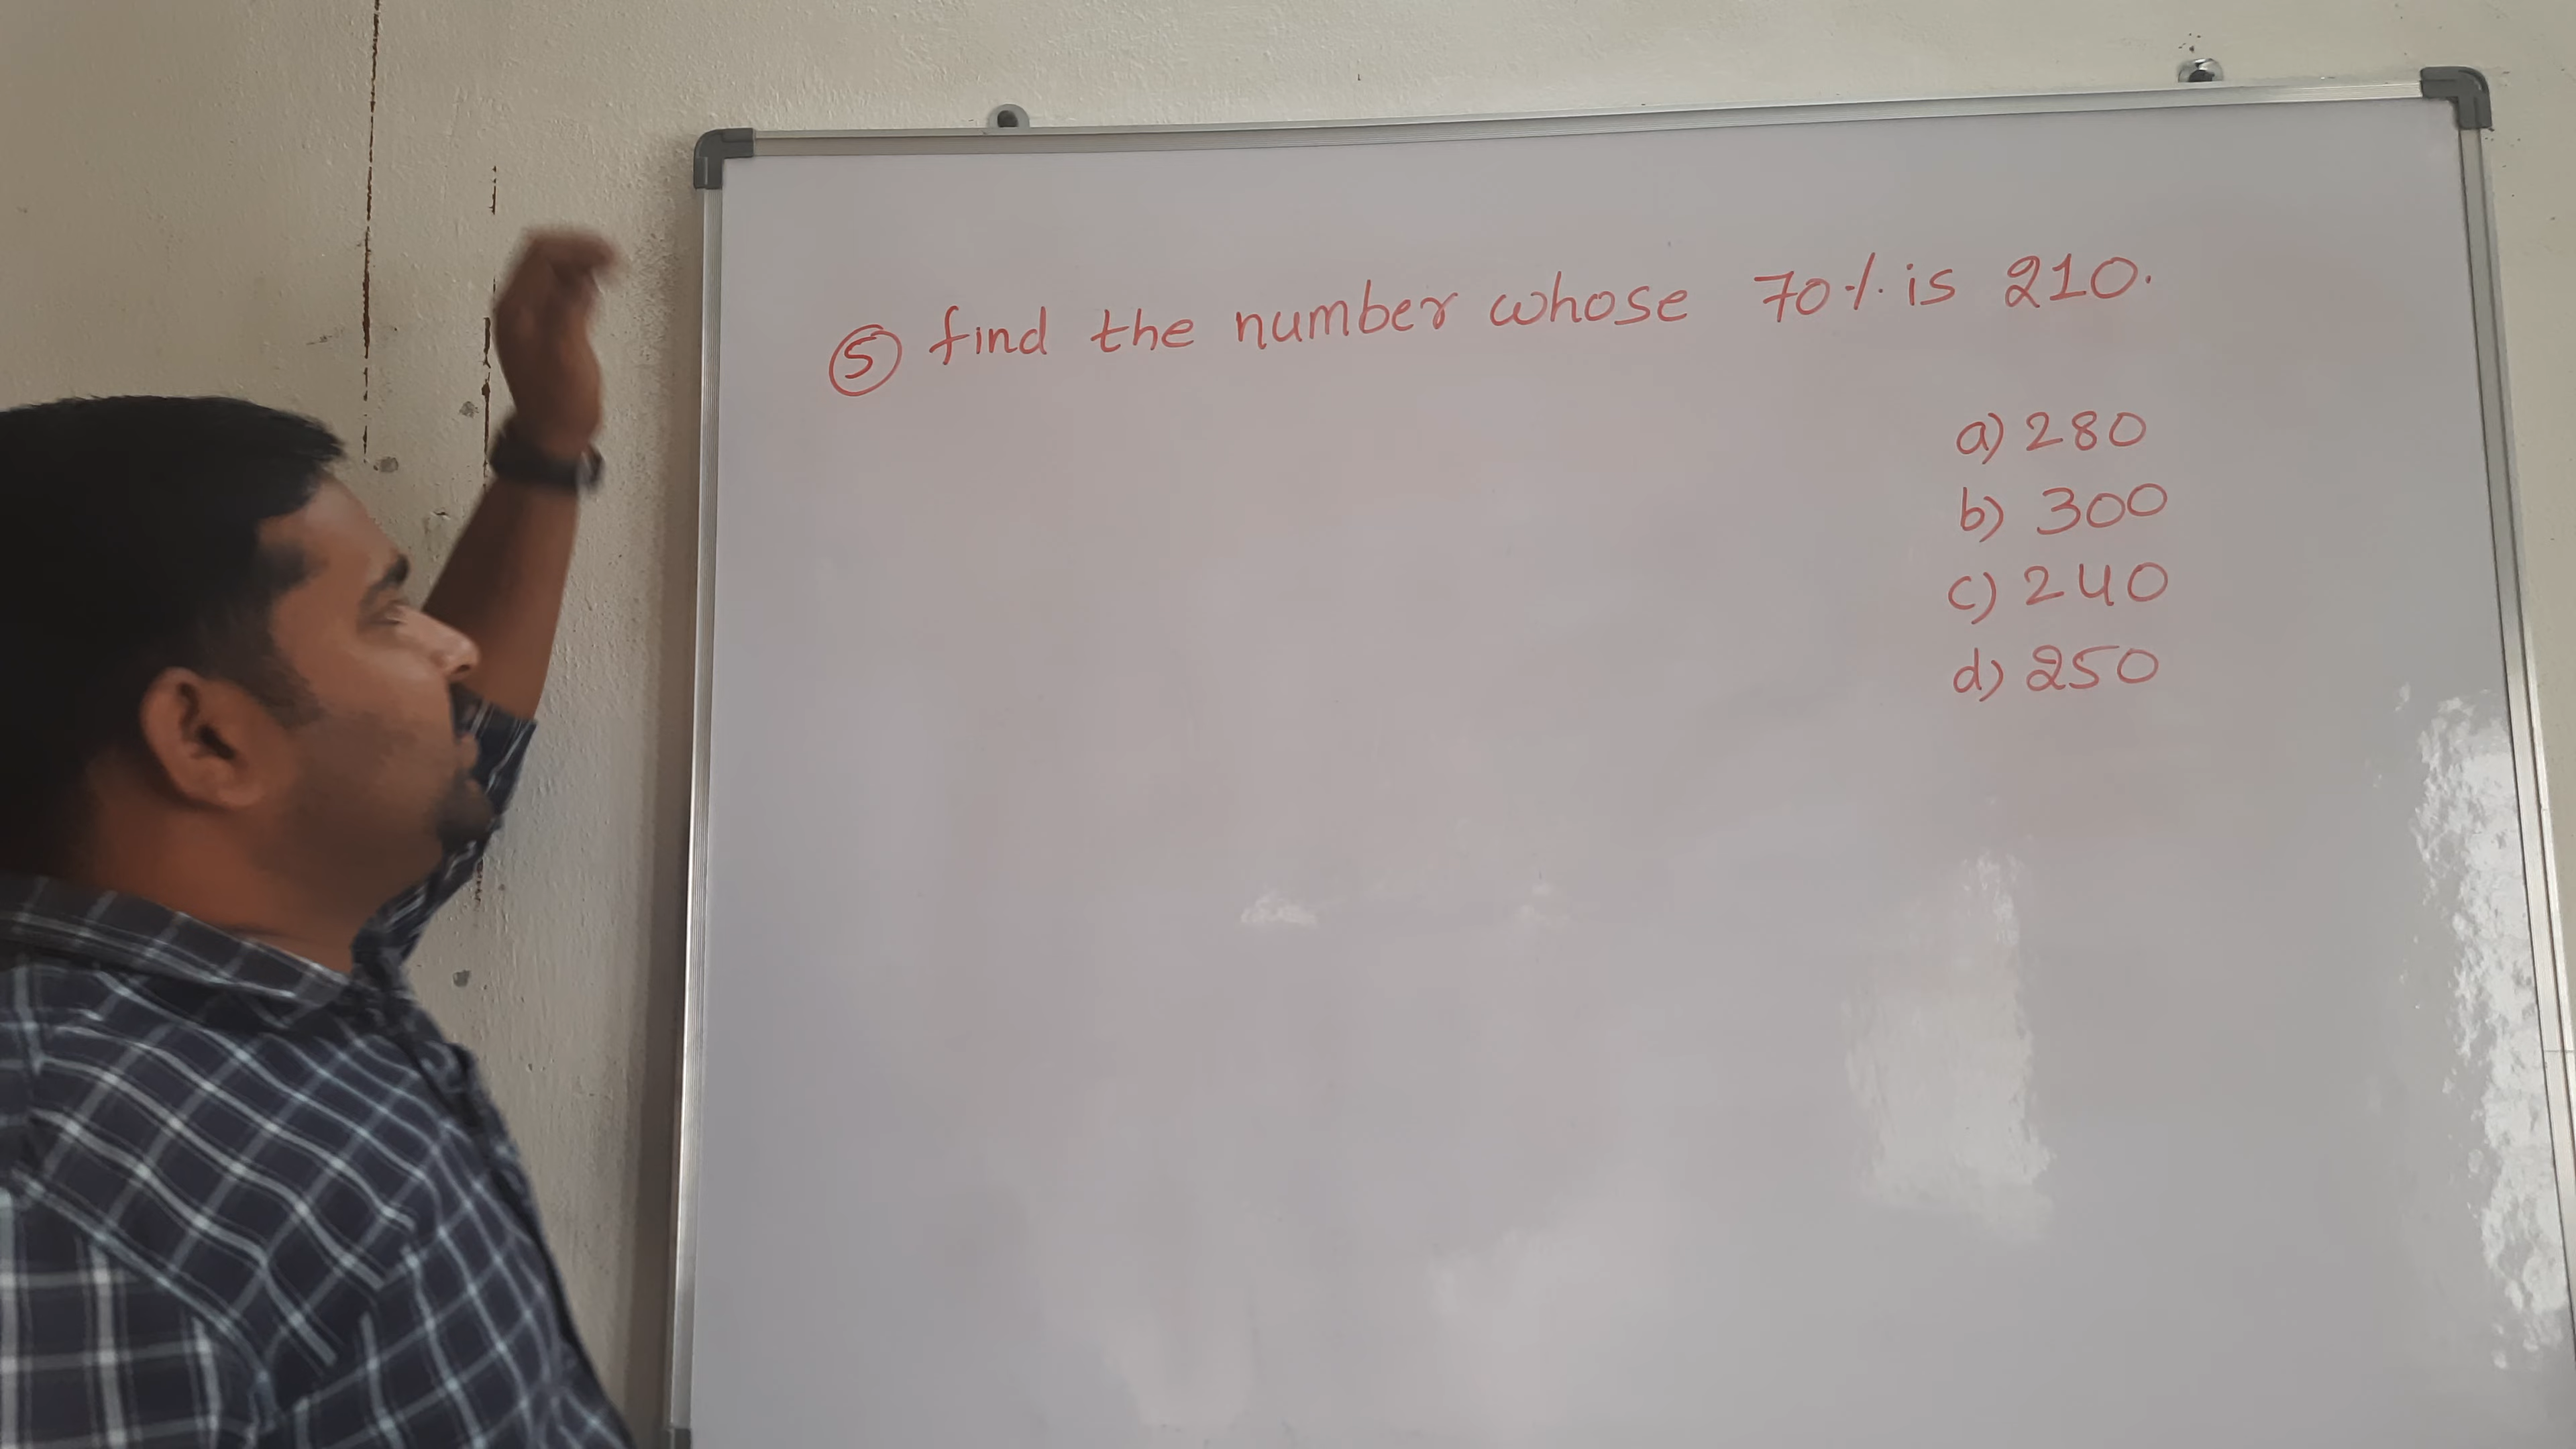 5 find the number whose 70% is 210.
a) 280
b) 300
c) 240
d) 250